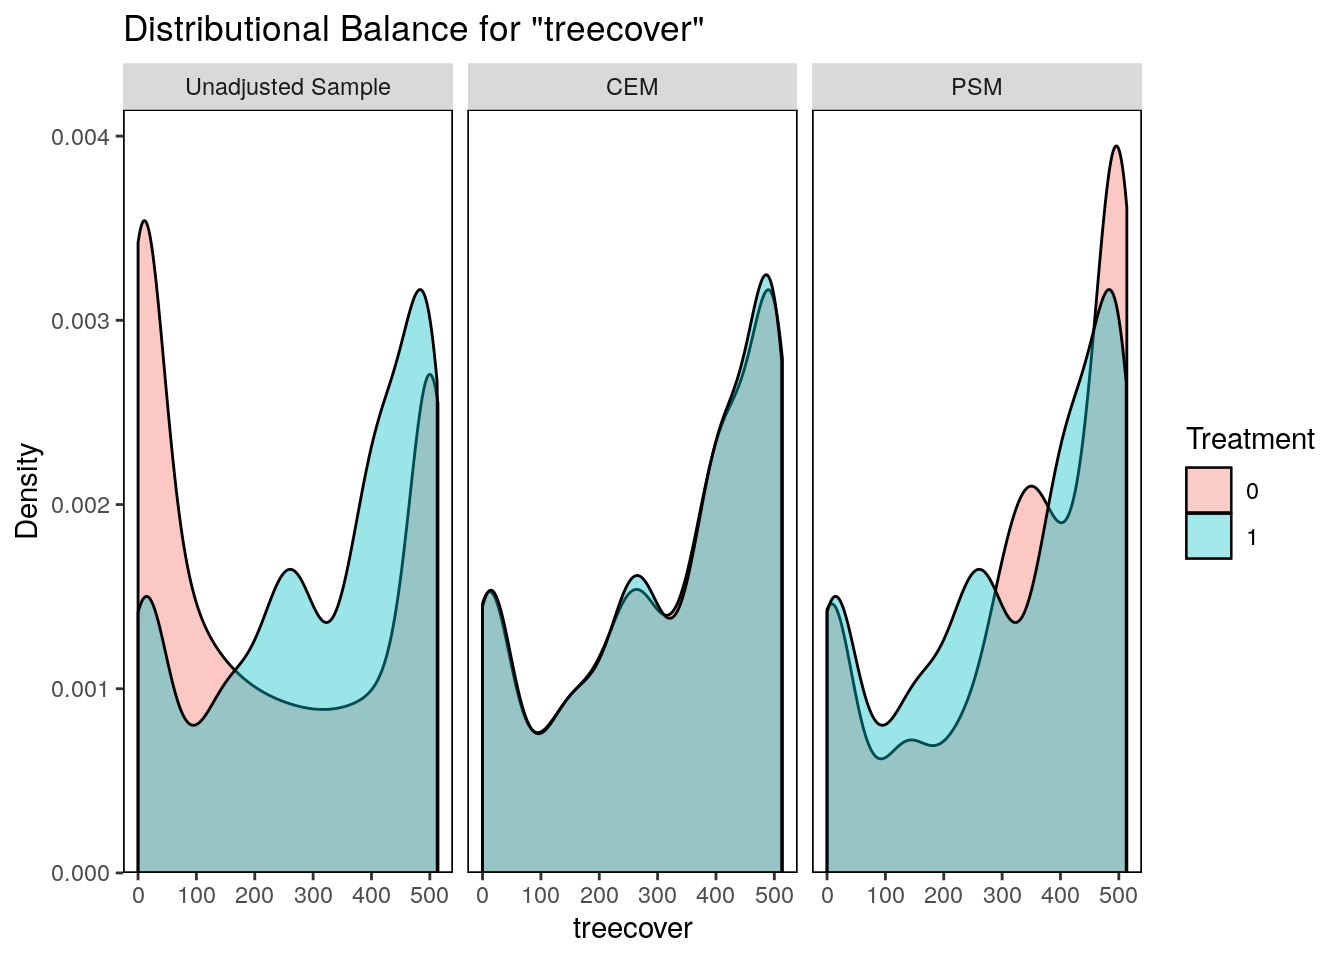 Distributional Balance for "treecover"
Unadjusted Sample
CEM
PSM
0.004
0.003
0.002
0.001
0.000
Density
0 100 200 300 400 500
0 100 200 300 400 500
0 100 200 300 400 500
treecover
Treatment
0
1